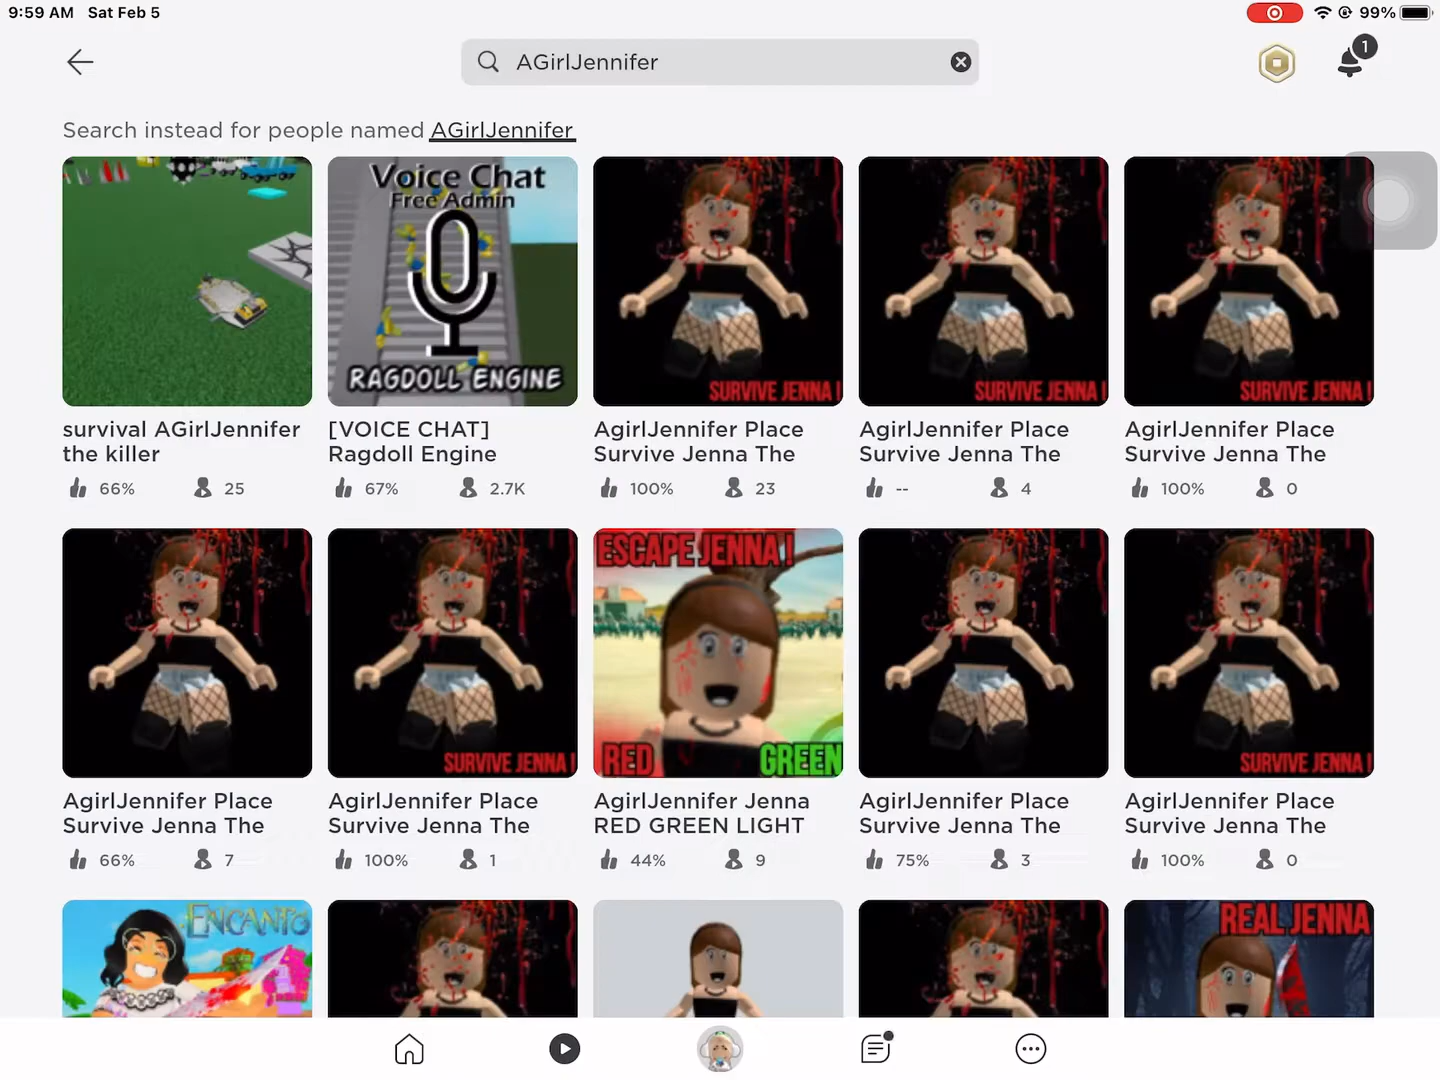 9:59 AM Sat Feb 5
99%
AGirlJennifer
1
Search instead for people named AGirlJennifer
Voice Chat
Free Admin
RAGDOLL ENGINE
SURVIVE JENNA !
SURVIVE JENNA !
SURVIVE JENNA !
survival AGirlJennifer
the killer
66% 25
[VOICE CHAT]
Ragdoll Engine
67% 2.7K
AgirlJennifer Place
Survive Jenna The
100% 23
AgirlJennifer Place
Survive Jenna The
-- 4
AgirlJennifer Place
Survive Jenna The
100% 0
SURVIVE JENNA !
ESCAPE JENNA !
RED GREEN
SURVIVE JENNA !
AgirlJennifer Place
Survive Jenna The
66% 7
AgirlJennifer Place
Survive Jenna The
100% 1
AgirlJennifer Jenna
RED GREEN LIGHT
44% 9
AgirlJennifer Place
Survive Jenna The
75% 3
AgirlJennifer Place
Survive Jenna The
100% 0
ENCANTO
REAL JENNA